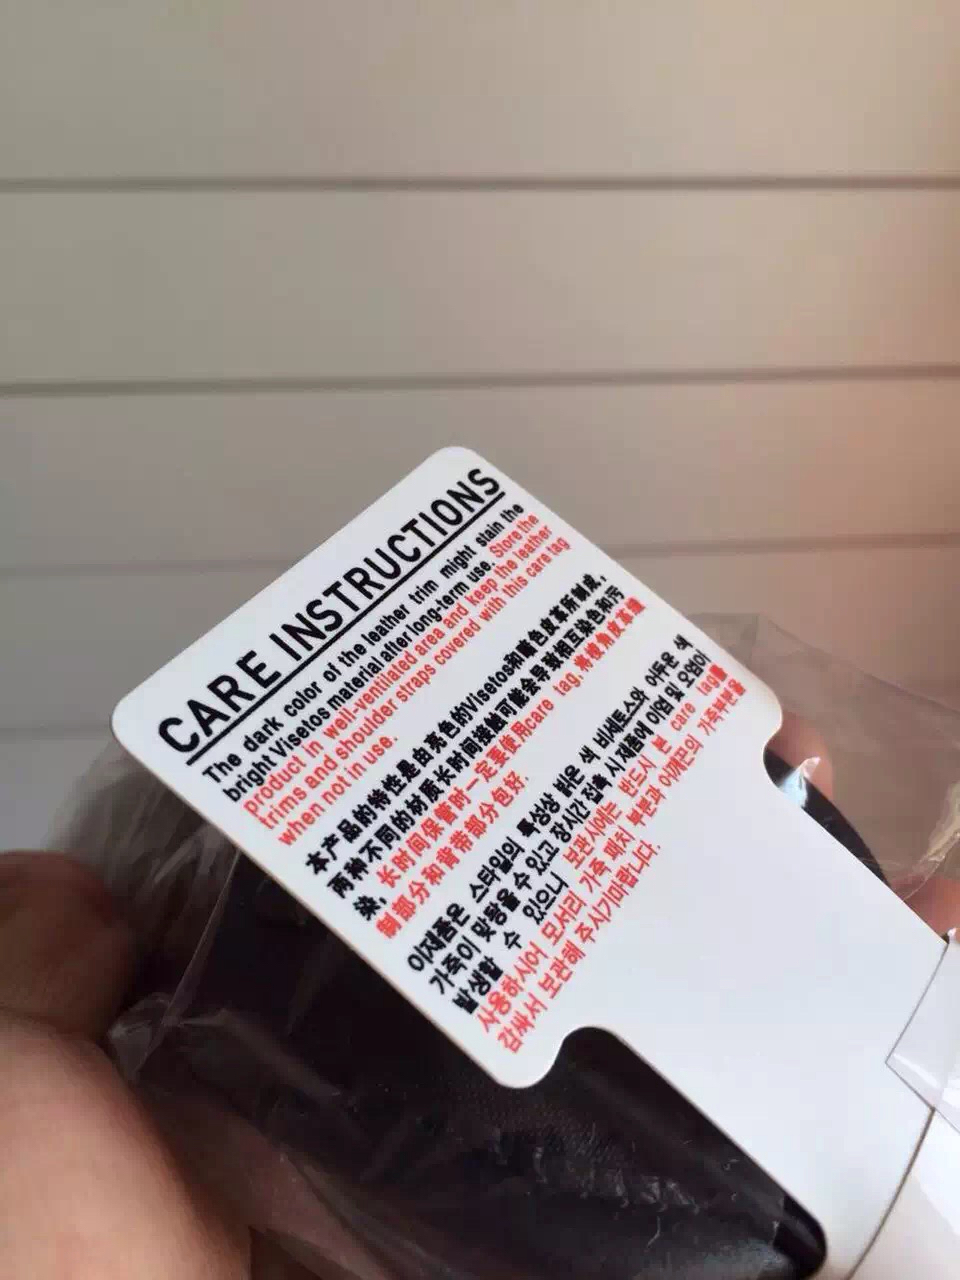 CARE INSTRUCTIONS
The dark color of the leather trim might stain the
bright Visetos material after long-term use. Store the
product in well-ventilated area and keep the leather
trims and shoulder straps covered with this care tag
when not in use.
本产品的特性是由亮色的Visetos和暗色皮革所制成,
两种不同的材质长时间接触可能会导致相互染色和污
染, 长时间保管时一定要使用care tag, 将棱角皮革缠
制部分和背带部分包好.
이제품은 스타일의 특성상 밝은 색 비세토스와 어두운 색
가죽이 맞팜을수 있고 장시간 접촉 시 제품에 이염 및 오염이
발생할 수 있으니 보관시에는 반드시 본 care tag를
사용하시어 모서리 가죽 패치 부분과 어깨끈의 가죽부분을
감싸서 보관해 주시기바랍니다.